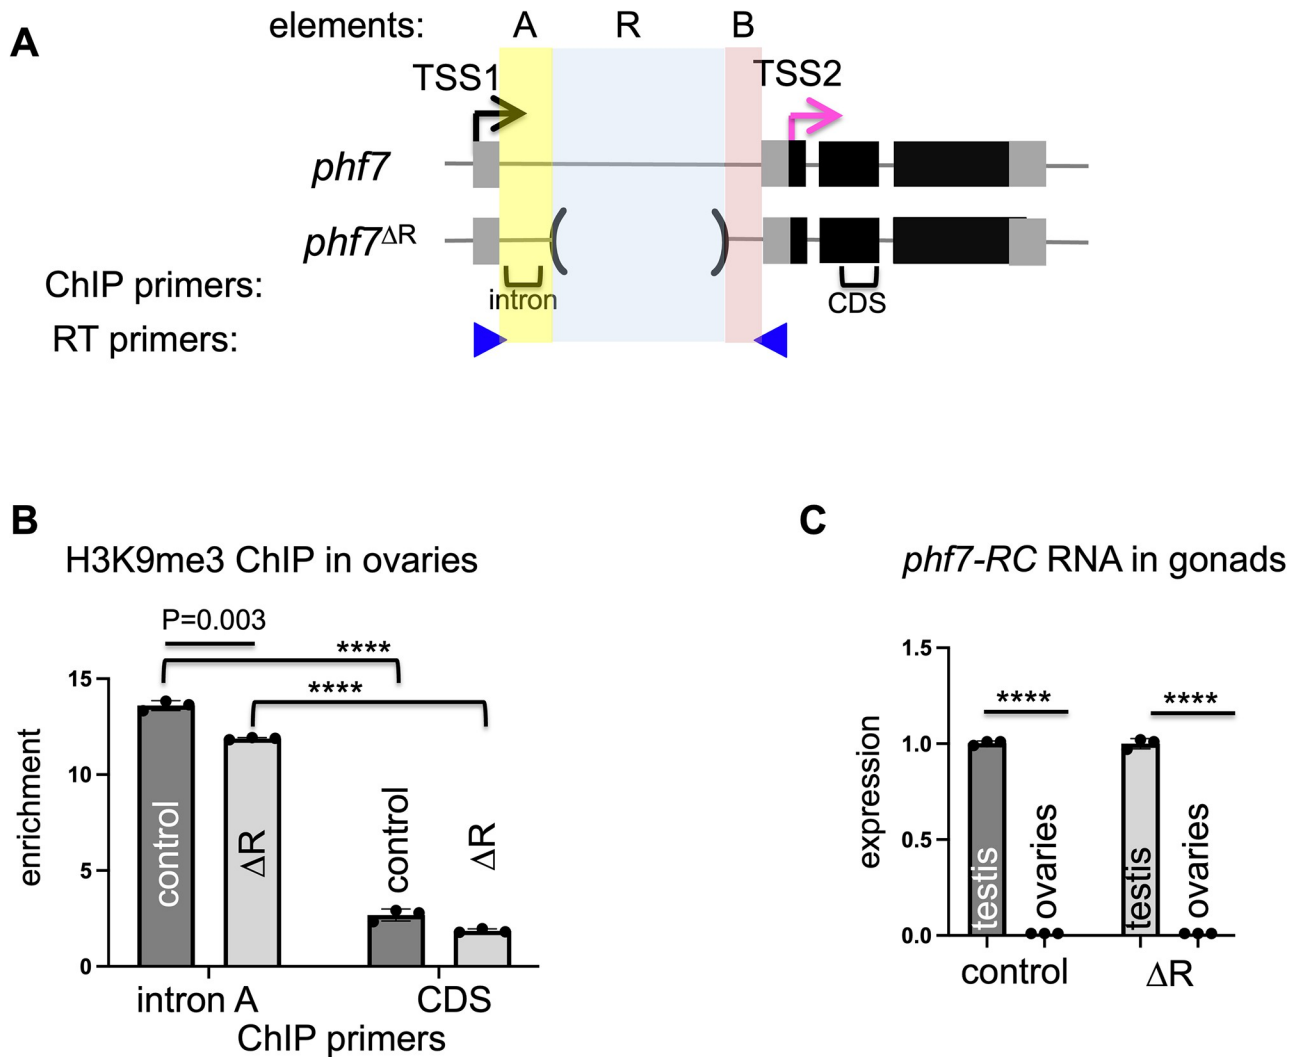 A
elements: A R B
TSS1 TSS2
phf7
phf7ΔR
ChIP primers: intron CDS
RT primers:
B
H3K9me3 ChIP in ovaries
P=0.003
****
****
15
10
5
0
enrichment
control
ΔR
control
ΔR
intron A CDS
ChIP primers
C
phf7-RC RNA in gonads
1.5
1.0
0.5
0.0
expression
**** ****
testis
ovaries
testis
ovaries
control ΔR